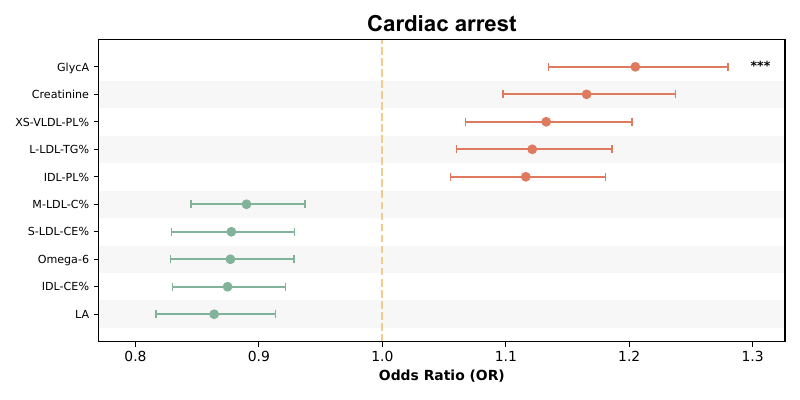 Cardiac arrest
GlycA
***
Creatinine
XS-VLDL-PL%
L-LDL-TG%
IDL-PL%
M-LDL-C%
S-LDL-CE%
Omega-6
IDL-CE%
LA
0.8 0.9 1.0 1.1 1.2 1.3
Odds Ratio (OR)